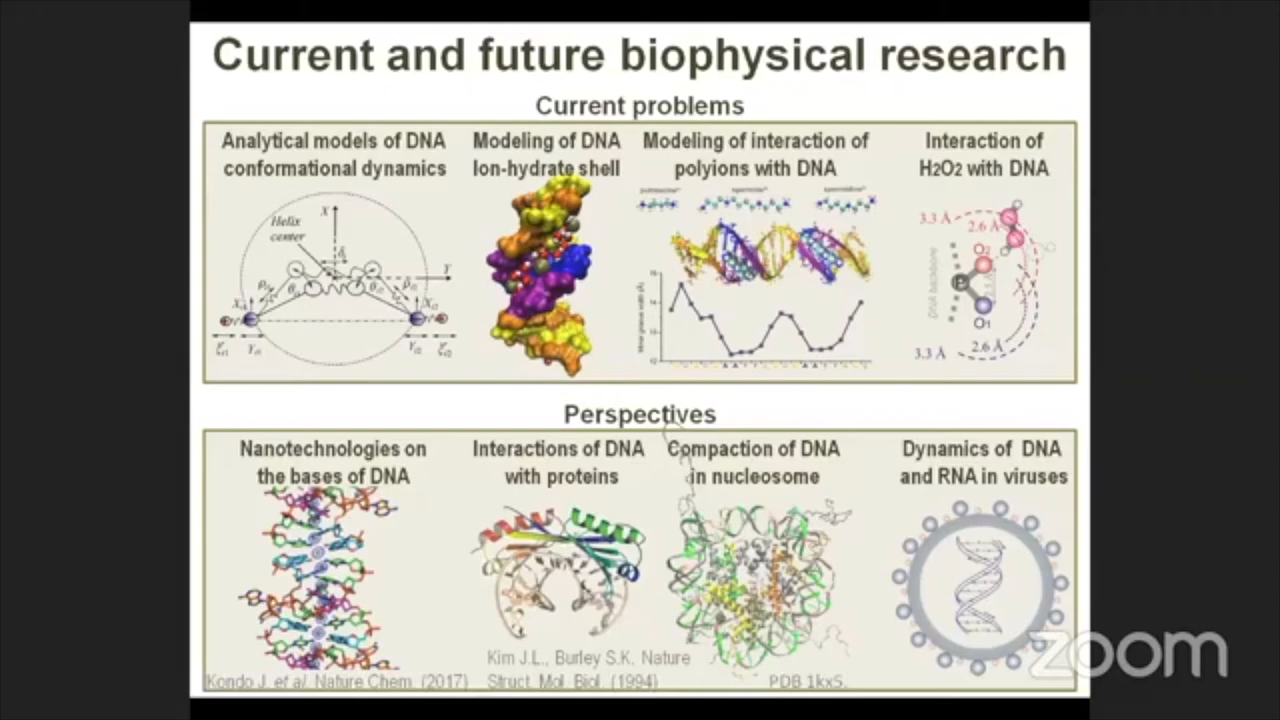 Current and future biophysical research
Current problems
Analytical models of DNA
conformational dynamics
Modeling of DNA
Ion-hydrate shell
Modeling of interaction of
polyions with DNA
Interaction of
H2O2 with DNA
Helix
center
X
Y
3.3 Å
2.6 Å
O2
P
O1
DNA backbone
2.6 Å
3.3 Å
Perspectives
Nanotechnologies on
the bases of DNA
Interactions of DNA
with proteins
Compaction of DNA
in nucleosome
Dynamics of DNA
and RNA in viruses
Kondo J. et al. Nature Chem. (2017)
Kim J.L., Burley S.K. Nature
Struct. Mol. Biol. (1994)
PDB 1kx5.
zoom